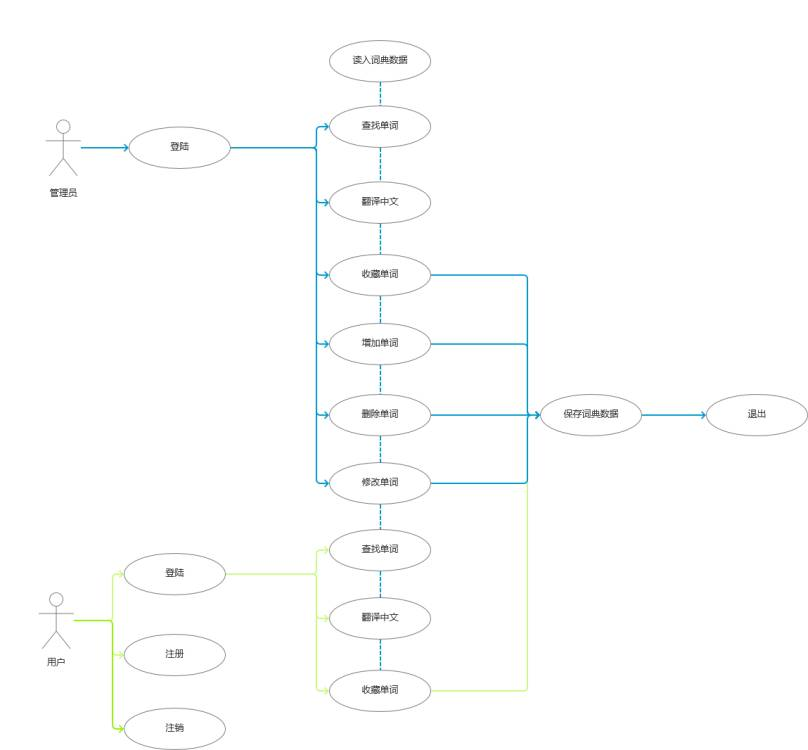 读入词典数据
查找单词
管理员
登陆
翻译中文
收藏单词
增加单词
删除单词
保存词典数据
退出
修改单词
查找单词
登陆
翻译中文
用户
注册
收藏单词
注销